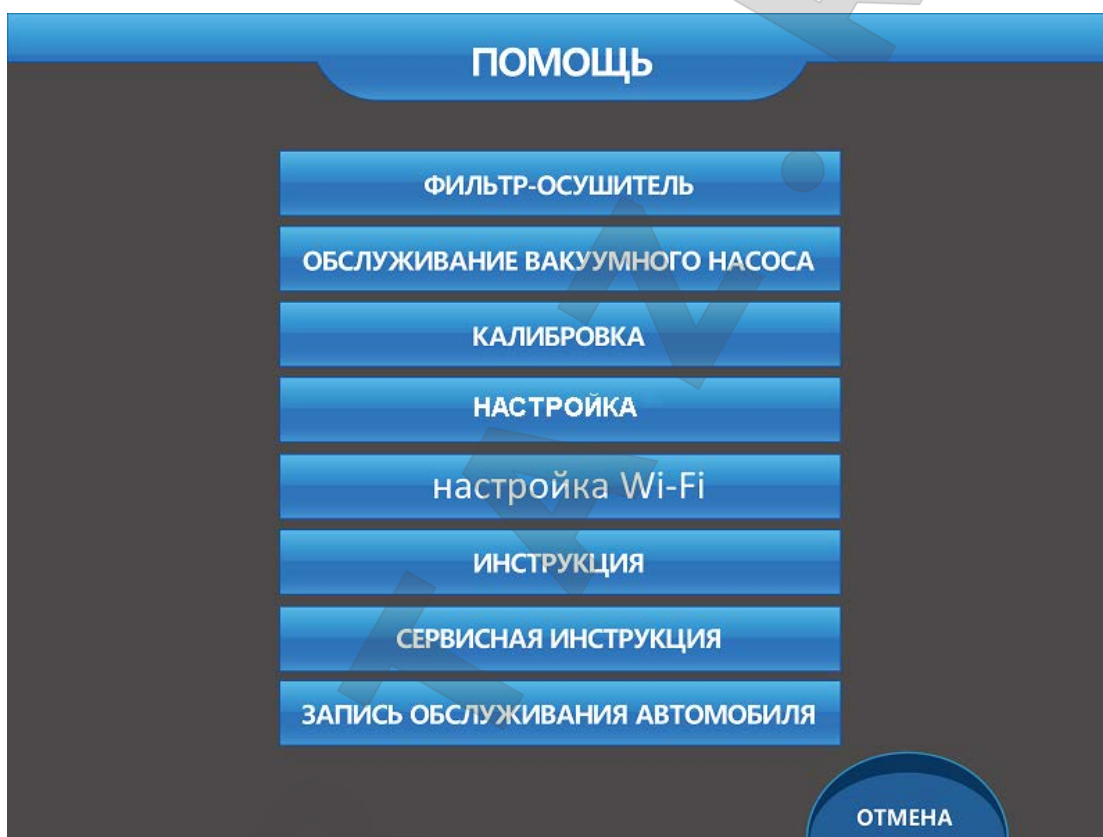 ПОМОЩЬ
ФИЛЬТР-ОСУШИТЕЛЬ
ОБСЛУЖИВАНИЕ ВАКУУМНОГО НАСОСА
КАЛИБРОВКА
НАСТРОЙКА
настройка Wi-Fi
ИНСТРУКЦИЯ
СЕРВИСНАЯ ИНСТРУКЦИЯ
ЗАПИСЬ ОБСЛУЖИВАНИЯ АВТОМОБИЛЯ
ОТМЕНА